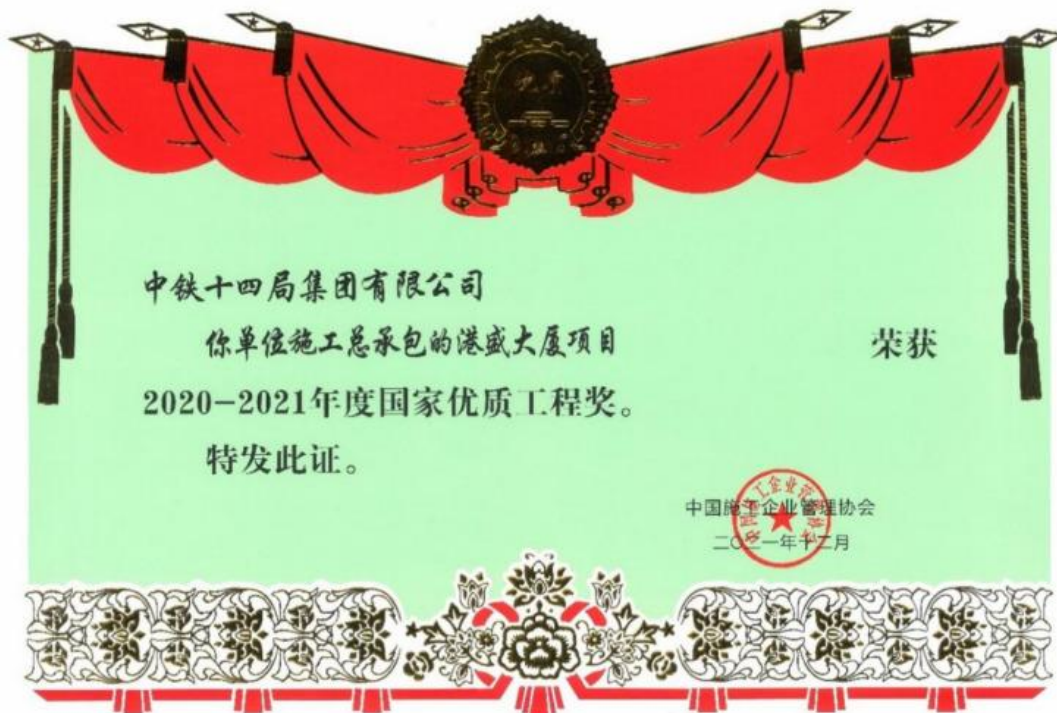 中铁十四局集团有限公司
你单位施工总承包的港盛大厦项目 荣获
2020-2021年度国家优质工程奖。
特发此证。
中国施工企业管理协会
二〇二一年十二月